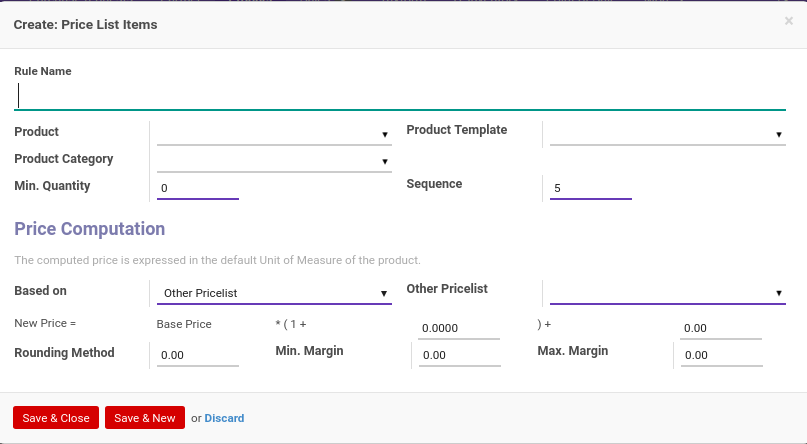 Create: Price List Items
×
Rule Name
Product
Product Template
Product Category
Min. Quantity 0
Sequence 5
Price Computation
The computed price is expressed in the default Unit of Measure of the product.
Based on Other Pricelist
Other Pricelist
New Price = Base Price * ( 1 + 0.0000 ) + 0.00
Rounding Method 0.00 Min. Margin 0.00 Max. Margin 0.00
Save & Close Save & New or Discard